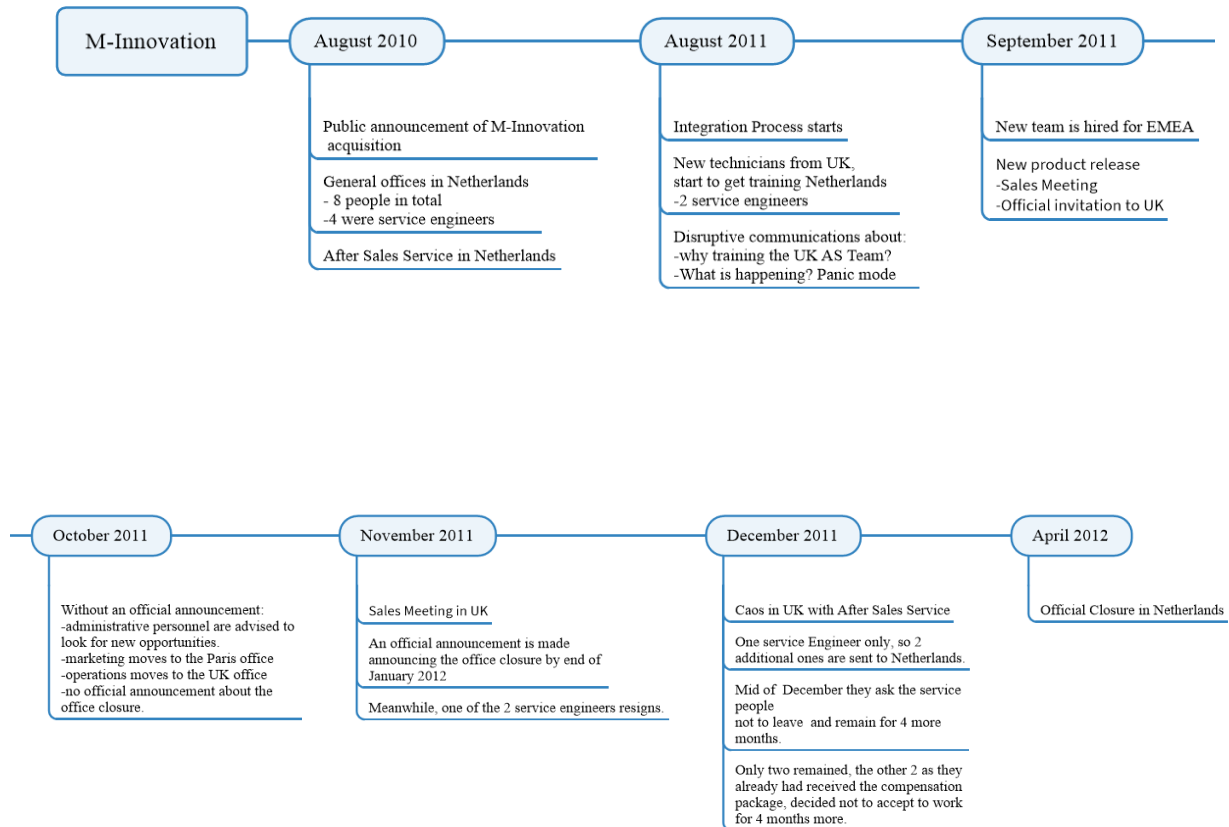 M-Innovation
August 2010
August 2011
September 2011
Public announcement of M-Innovation
acquisition
General offices in Netherlands
- 8 people in total
-4 were service engineers
After Sales Service in Netherlands
Integration Process starts
New technicians from UK,
start to get training Netherlands
-2 service engineers
Disruptive communications about:
-why training the UK AS Team?
-What is happening? Panic mode
New team is hired for EMEA
New product release
-Sales Meeting
-Official invitation to UK
October 2011
November 2011
December 2011
April 2012
Without an official announcement:
-administrative personnel are advised to
look for new opportunities.
-marketing moves to the Paris office
-operations moves to the UK office
-no official announcement about the
office closure.
Sales Meeting in UK
An official announcement is made
announcing the office closure by end of
January 2012
Meanwhile, one of the 2 service engineers resigns.
Caos in UK with After Sales Service
One service Engineer only, so 2
additional ones are sent to Netherlands.
Mid of  December they ask the service
people
not to leave  and remain for 4 more
months.
Only two remained, the other 2 as they
already had received the compensation
package, decided not to accept to work
for 4 months more.
Official Closure in Netherlands